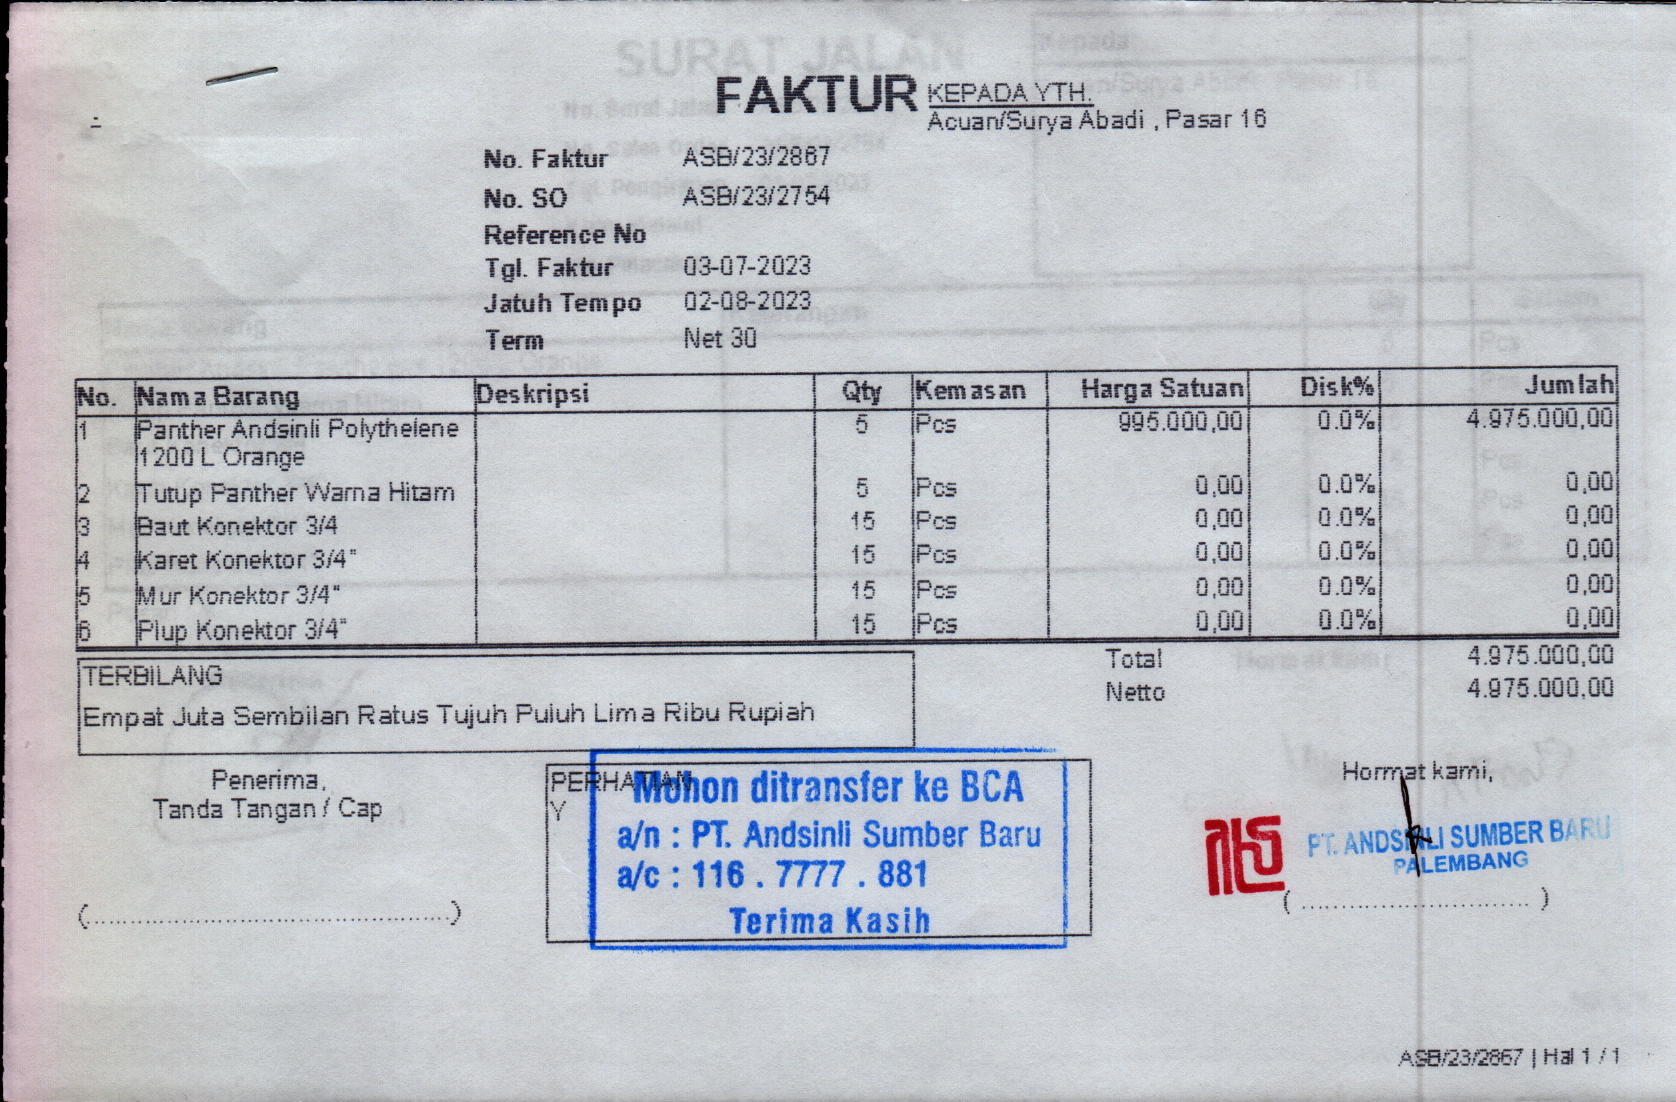 FAKTUR
KEPADA YTH.
Acuan/Surya Abadi , Pasar 16
No. Faktur ASB/23/2867
No. SO ASB/23/2754
Reference No
Tgl. Faktur 03-07-2023
Jatuh Tempo 02-08-2023
Term Net 30
No. Nama Barang Deskripsi Qty Kemasan Harga Satuan Disk% Jumlah
1 Panther Andsinli Polythelene 5 Pcs 995.000,00 0.0% 4.975.000,00
1200 L Orange
2 Tutup Panther Warna Hitam 5 Pcs 0,00 0.0% 0,00
3 Baut Konektor 3/4 15 Pcs 0,00 0.0% 0,00
4 Karet Konektor 3/4" 15 Pcs 0,00 0.0% 0,00
5 Mur Konektor 3/4" 15 Pcs 0,00 0.0% 0,00
6 Plup Konektor 3/4" 15 Pcs 0,00 0.0% 0,00
Total 4.975.000,00
Netto 4.975.000,00
TERBILANG
Empat Juta Sembilan Ratus Tujuh Puluh Lima Ribu Rupiah
Penerima,
Tanda Tangan / Cap
(................................................)
PERHATIAN
Y
Mohon ditransfer ke BCA
a/n : PT. Andsinli Sumber Baru
a/c : 116 . 7777 . 881
Terima Kasih
Hormat kami,
PT. ANDSINLI SUMBER BARU
PALEMBANG
( .............................. )
ASB/23/2867 | Hal 1 / 1